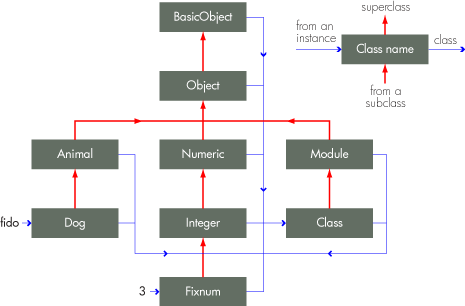 BasicObject
superclass
from an
instance
Class name
class
Object
from a
subclass
Animal
Numeric
Module
fido
Dog
Integer
Class
3
Fixnum